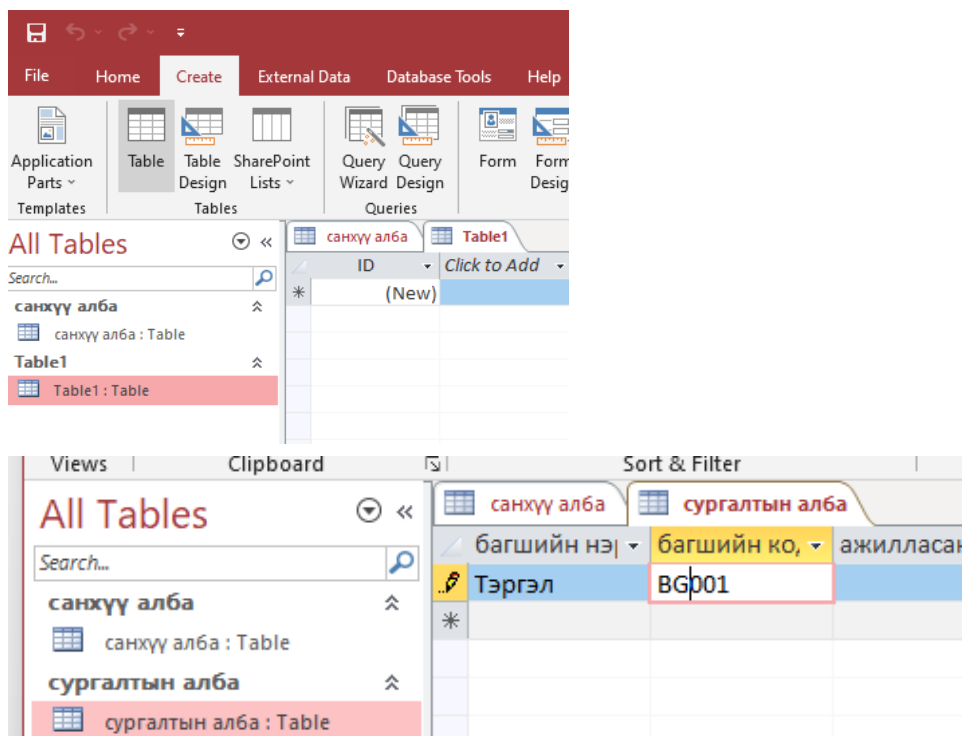 File Home Create External Data Database Tools Help
Application Parts Table Table Design SharePoint Lists Query Wizard Query Design Form Form Desig
Templates Tables Queries
All Tables
Search...
санхүү алба
санхүү алба : Table
Table1
Table1 : Table
санхүү алба Table1
ID Click to Add
(New)
Views Clipboard Sort & Filter
All Tables
Search...
санхүү алба
санхүү алба : Table
сургалтын алба
сургалтын алба : Table
санхүү алба сургалтын алба
багшийн нэ багшийн ко, ажилласан
Тэргэл BG001